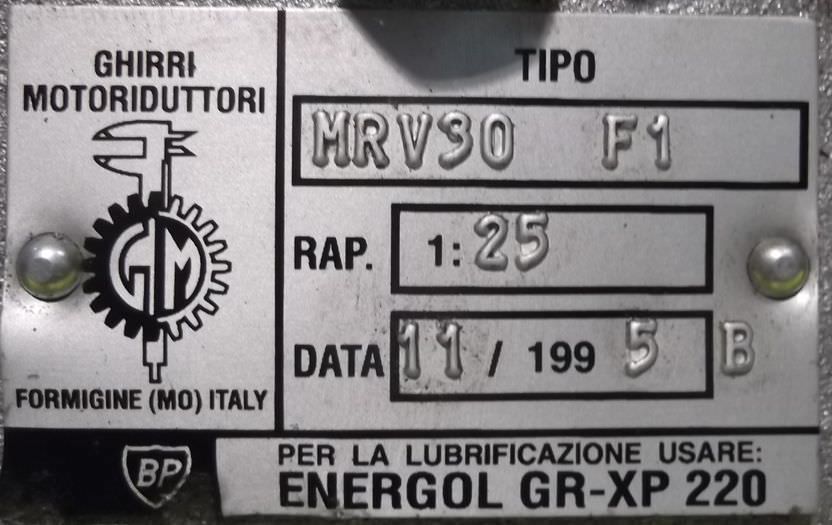 GHIRRI
MOTORIDUTTORI
GM
FORMIGINE (MO) ITALY
TIPO
MRV30 F1
RAP. 1: 25
DATA 11 / 199 5 B
BP
PER LA LUBRIFICAZIONE USARE:
ENERGOL GR-XP 220